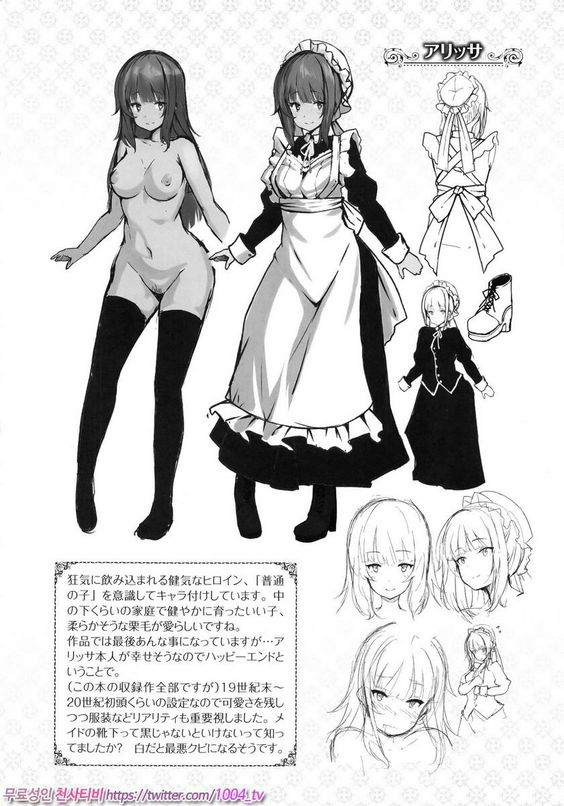 アリッサ
狂気に飲み込まれる健気なヒロイン、「普通
の子」を意識してキャラ付けしています。中
の下くらいの家庭で健やかに育ったいい子、
柔らかそうな栗毛が愛らしいですね。
作品では最後あんな事になっていますが…ア
リッサ本人が幸せそうなのでハッピーエンドと
いうことで。
(この本の収録作全部ですが)19世紀末〜
20世紀初頭くらいの設定なので可愛さを残し
つつ服装などリアリティも重要視しました。メ
イドの靴下って黒じゃないといけないって知っ
てましたか? 白だと最悪クビになるそうです。
무료성인 천사티비 https://twitter.com/1004_tv